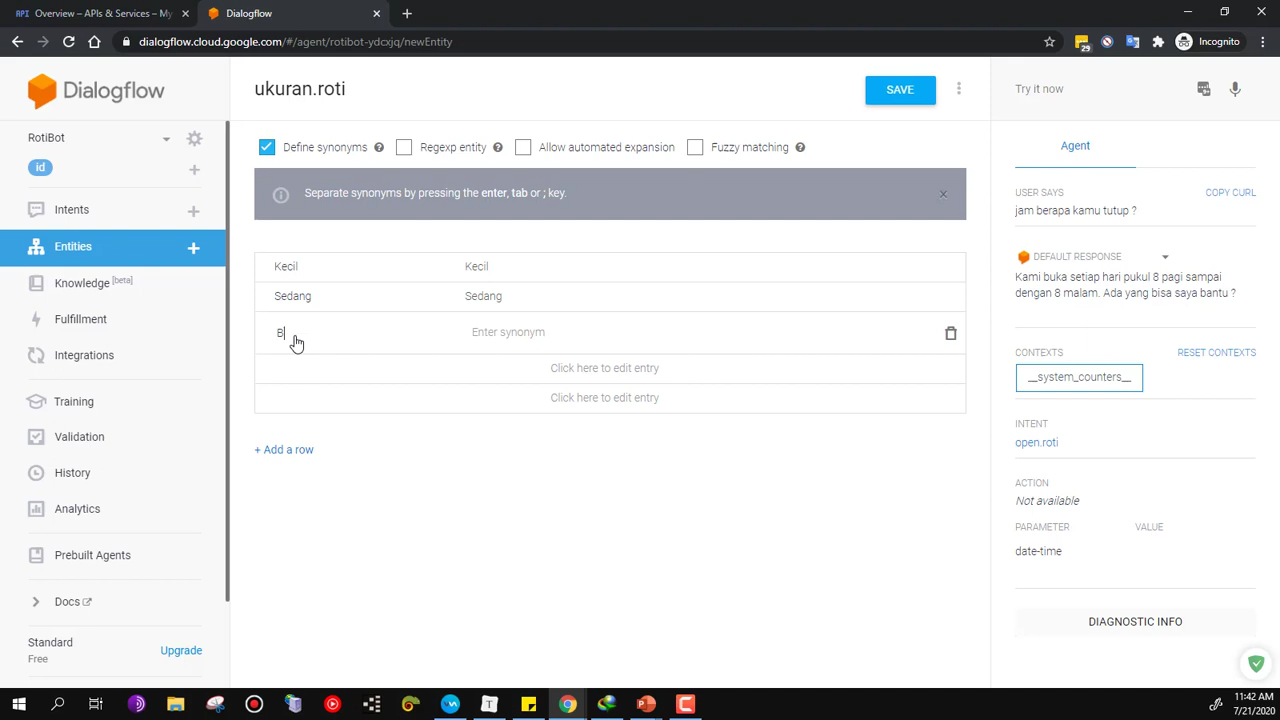 Overview – APIs & Services – My
Dialogflow
dialogflow.cloud.google.com/#/agent/rotibot-ydcxjq/newEntity
29
Incognito
Dialogflow
RotiBot
id
Intents
Entities
Knowledge [beta]
Fulfillment
Integrations
Training
Validation
History
Analytics
Prebuilt Agents
Docs
Standard
Free
Upgrade
ukuran.roti
SAVE
Define synonyms
Regexp entity
Allow automated expansion
Fuzzy matching
Separate synonyms by pressing the enter, tab or ; key.
Kecil Kecil
Sedang Sedang
B Enter synonym
Click here to edit entry
Click here to edit entry
+ Add a row
Try it now
Agent
USER SAYS COPY CURL
jam berapa kamu tutup ?
DEFAULT RESPONSE
Kami buka setiap hari pukul 8 pagi sampai
dengan 8 malam. Ada yang bisa saya bantu ?
CONTEXTS RESET CONTEXTS
__system_counters__
INTENT
open.roti
ACTION
Not available
PARAMETER VALUE
date-time
DIAGNOSTIC INFO
11:42 AM
7/21/2020